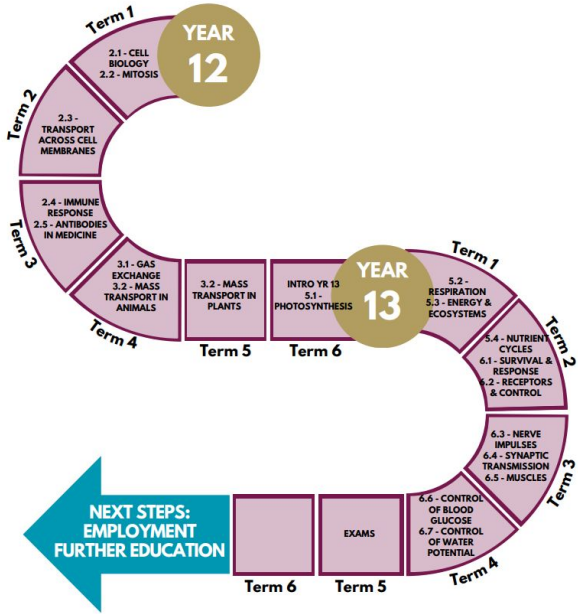 Term 1
YEAR
12
2.1 - CELL
BIOLOGY
2.2 - MITOSIS
Term 2
2.3 -
TRANSPORT
ACROSS CELL
MEMBRANES
Term 3
2.4 - IMMUNE
RESPONSE
2.5 - ANTIBODIES
IN MEDICINE
Term 4
3.1 - GAS
EXCHANGE
3.2 - MASS
TRANSPORT IN
ANIMALS
3.2 - MASS
TRANSPORT IN
PLANTS
Term 5
INTRO YR 13
5.1 -
PHOTOSYNTHESIS
Term 6
YEAR
13
Term 1
5.2 -
RESPIRATION
5.3 - ENERGY &
ECOSYSTEMS
Term 2
5.4 - NUTRIENT
CYCLES
6.1 - SURVIVAL &
RESPONSE
6.2 - RECEPTORS
& CONTROL
Term 3
6.3 - NERVE
IMPULSES
6.4 - SYNAPTIC
TRANSMISSION
6.5 - MUSCLES
Term 4
6.6 - CONTROL
OF BLOOD
GLUCOSE
6.7 - CONTROL
OF WATER
POTENTIAL
EXAMS
Term 5
Term 6
NEXT STEPS:
EMPLOYMENT
FURTHER EDUCATION